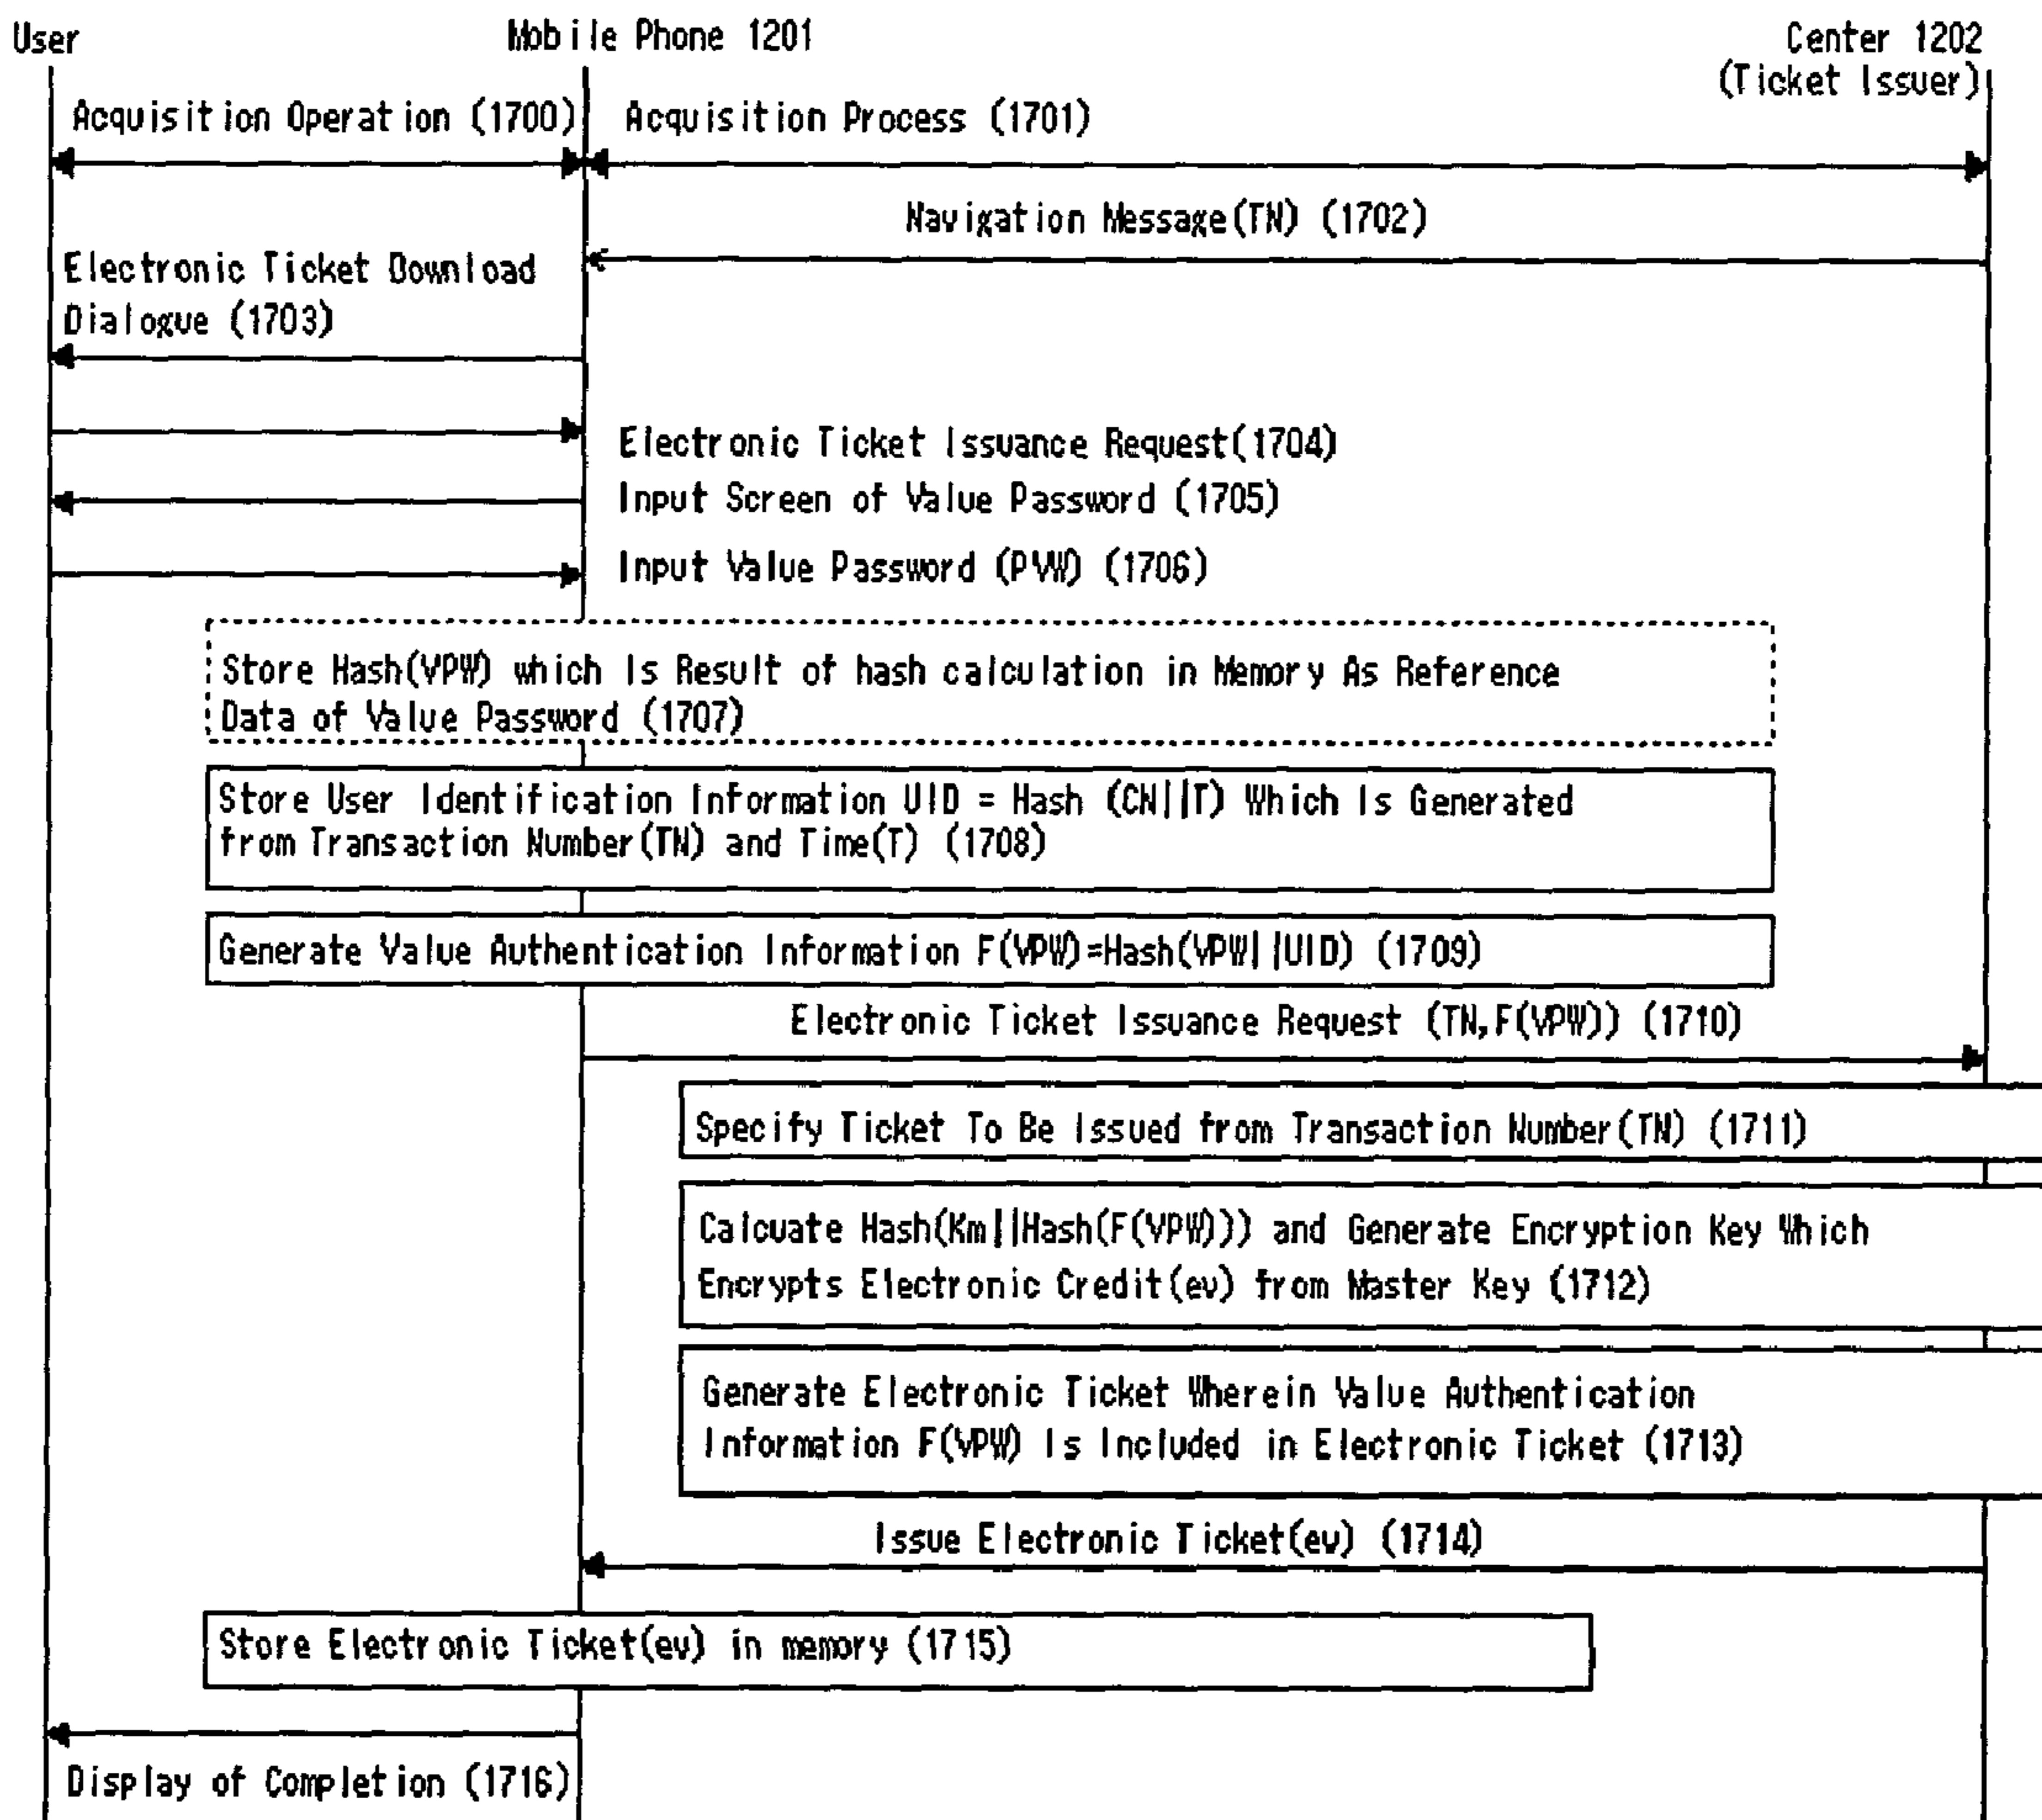 User
Mobile Phone 1201
Center 1202
(Ticket Issuer)
Acquisition Operation (1700)
Acquisition Process (1701)
Navigation Message(TN) (1702)
Electronic Ticket Download
Dialogue (1703)
Electronic Ticket Issuance Request(1704)
Input Screen of Value Password (1705)
Input Value Password (PVW) (1706)
Store Hash(VPW) which Is Result of hash calculation in Memory As Reference
Data of Value Password (1707)
Store User Identification Information UID = Hash (CN||T) Which Is Generated
from Transaction Number(TN) and Time(T) (1708)
Generate Value Authentication Information F(VPW)=Hash(VPW||UID) (1709)
Electronic Ticket Issuance Request (TN,F(VPW)) (1710)
Specify Ticket To Be Issued from Transaction Number(TN) (1711)
Calcuate Hash(Km||Hash(F(VPW))) and Generate Encryption Key Which
Encrypts Electronic Credit(ev) from Master Key (1712)
Generate Electronic Ticket Wherein Value Authentication
Information F(VPW) Is Included in Electronic Ticket (1713)
Issue Electronic Ticket(ev) (1714)
Store Electronic Ticket(ev) in memory (1715)
Display of Completion (1716)